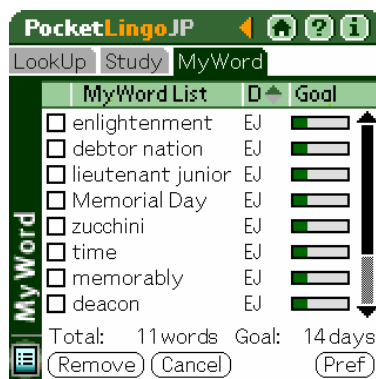 PocketLingoJP ? i
LookUp Study MyWord
MyWord List D Goal
enlightenment EJ
debtor nation EJ
lieutenant junior EJ
Memorial Day EJ
zucchini EJ
time EJ
memorably EJ
deacon EJ
My Word
Total: 11words Goal: 14days
Remove Cancel Pref